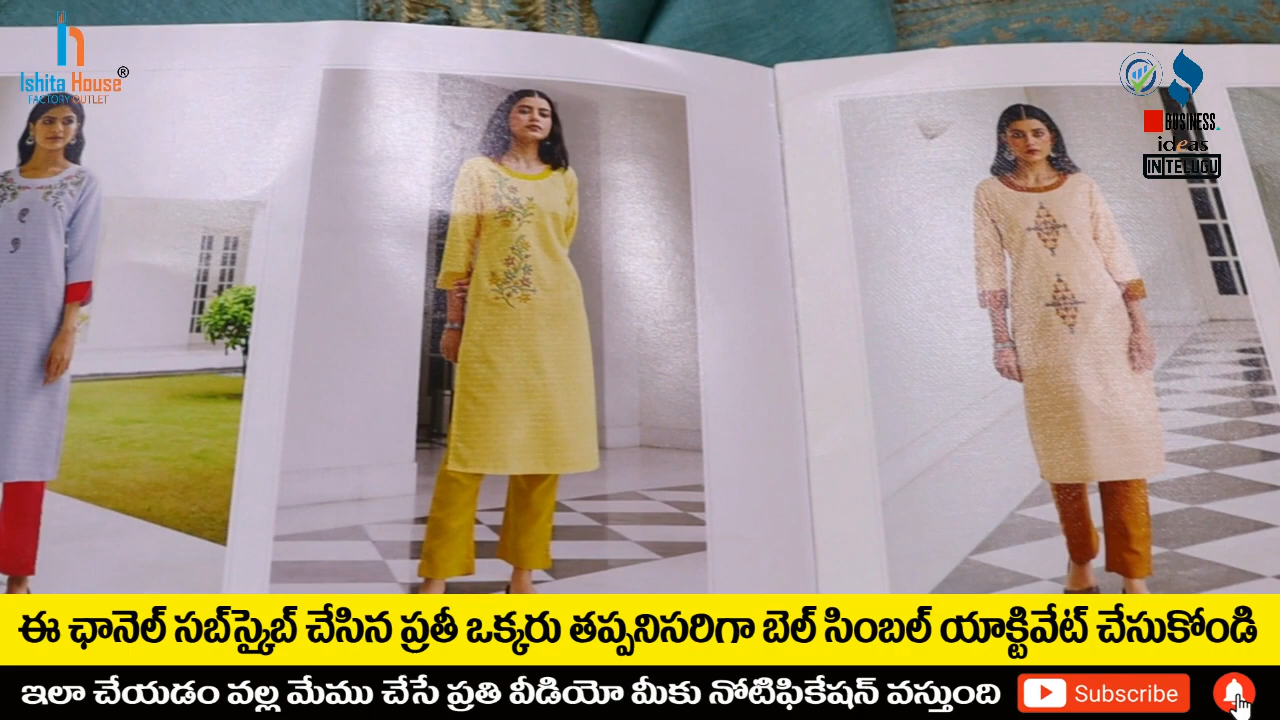 Ishita House®
FACTORY OUTLET
BUSINESS
ideas
IN TELUGU
ఈ ఛానెల్ సబ్‌స్క్రైబ్ చేసిన ప్రతీ ఒక్కరు తప్పనిసరిగా బెల్ సింబల్ యాక్టివేట్ చేసుకోండి
ఇలా చేయడం వల్ల మేము చేసే ప్రతి వీడియో మీకు నోటిఫికేషన్ వస్తుంది
Subscribe